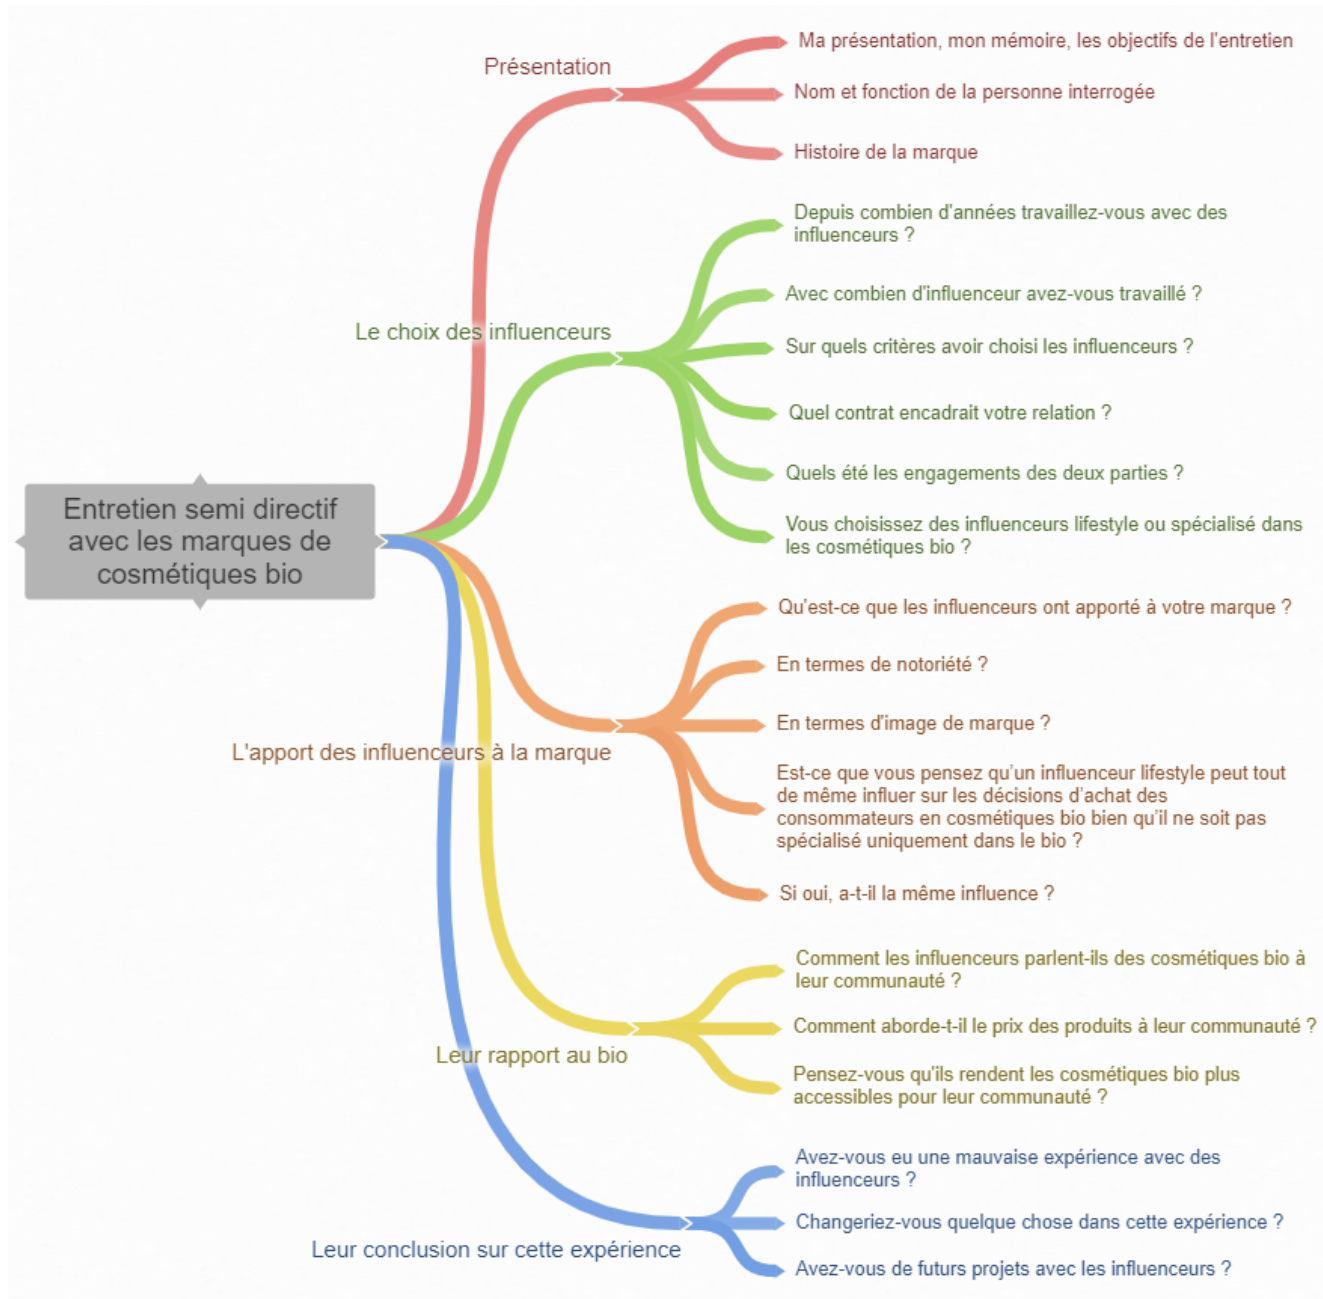 Entretien semi directif
avec les marques de
cosmétiques bio
Présentation
Ma présentation, mon mémoire, les objectifs de l'entretien
Nom et fonction de la personne interrogée
Histoire de la marque
Le choix des influenceurs
Depuis combien d'années travaillez-vous avec des
influenceurs ?
Avec combien d'influenceur avez-vous travaillé ?
Sur quels critères avoir choisi les influenceurs ?
Quel contrat encadrait votre relation ?
Quels été les engagements des deux parties ?
Vous choisissez des influenceurs lifestyle ou spécialisé dans
les cosmétiques bio ?
L'apport des influenceurs à la marque
Qu'est-ce que les influenceurs ont apporté à votre marque ?
En termes de notoriété ?
En termes d'image de marque ?
Est-ce que vous pensez qu’un influenceur lifestyle peut tout
de même influer sur les décisions d’achat des
consommateurs en cosmétiques bio bien qu’il ne soit pas
spécialisé uniquement dans le bio ?
Si oui, a-t-il la même influence ?
Leur rapport au bio
Comment les influenceurs parlent-ils des cosmétiques bio à
leur communauté ?
Comment aborde-t-il le prix des produits à leur communauté ?
Pensez-vous qu'ils rendent les cosmétiques bio plus
accessibles pour leur communauté ?
Leur conclusion sur cette expérience
Avez-vous eu une mauvaise expérience avec des
influenceurs ?
Changeriez-vous quelque chose dans cette expérience ?
Avez-vous de futurs projets avec les influenceurs ?